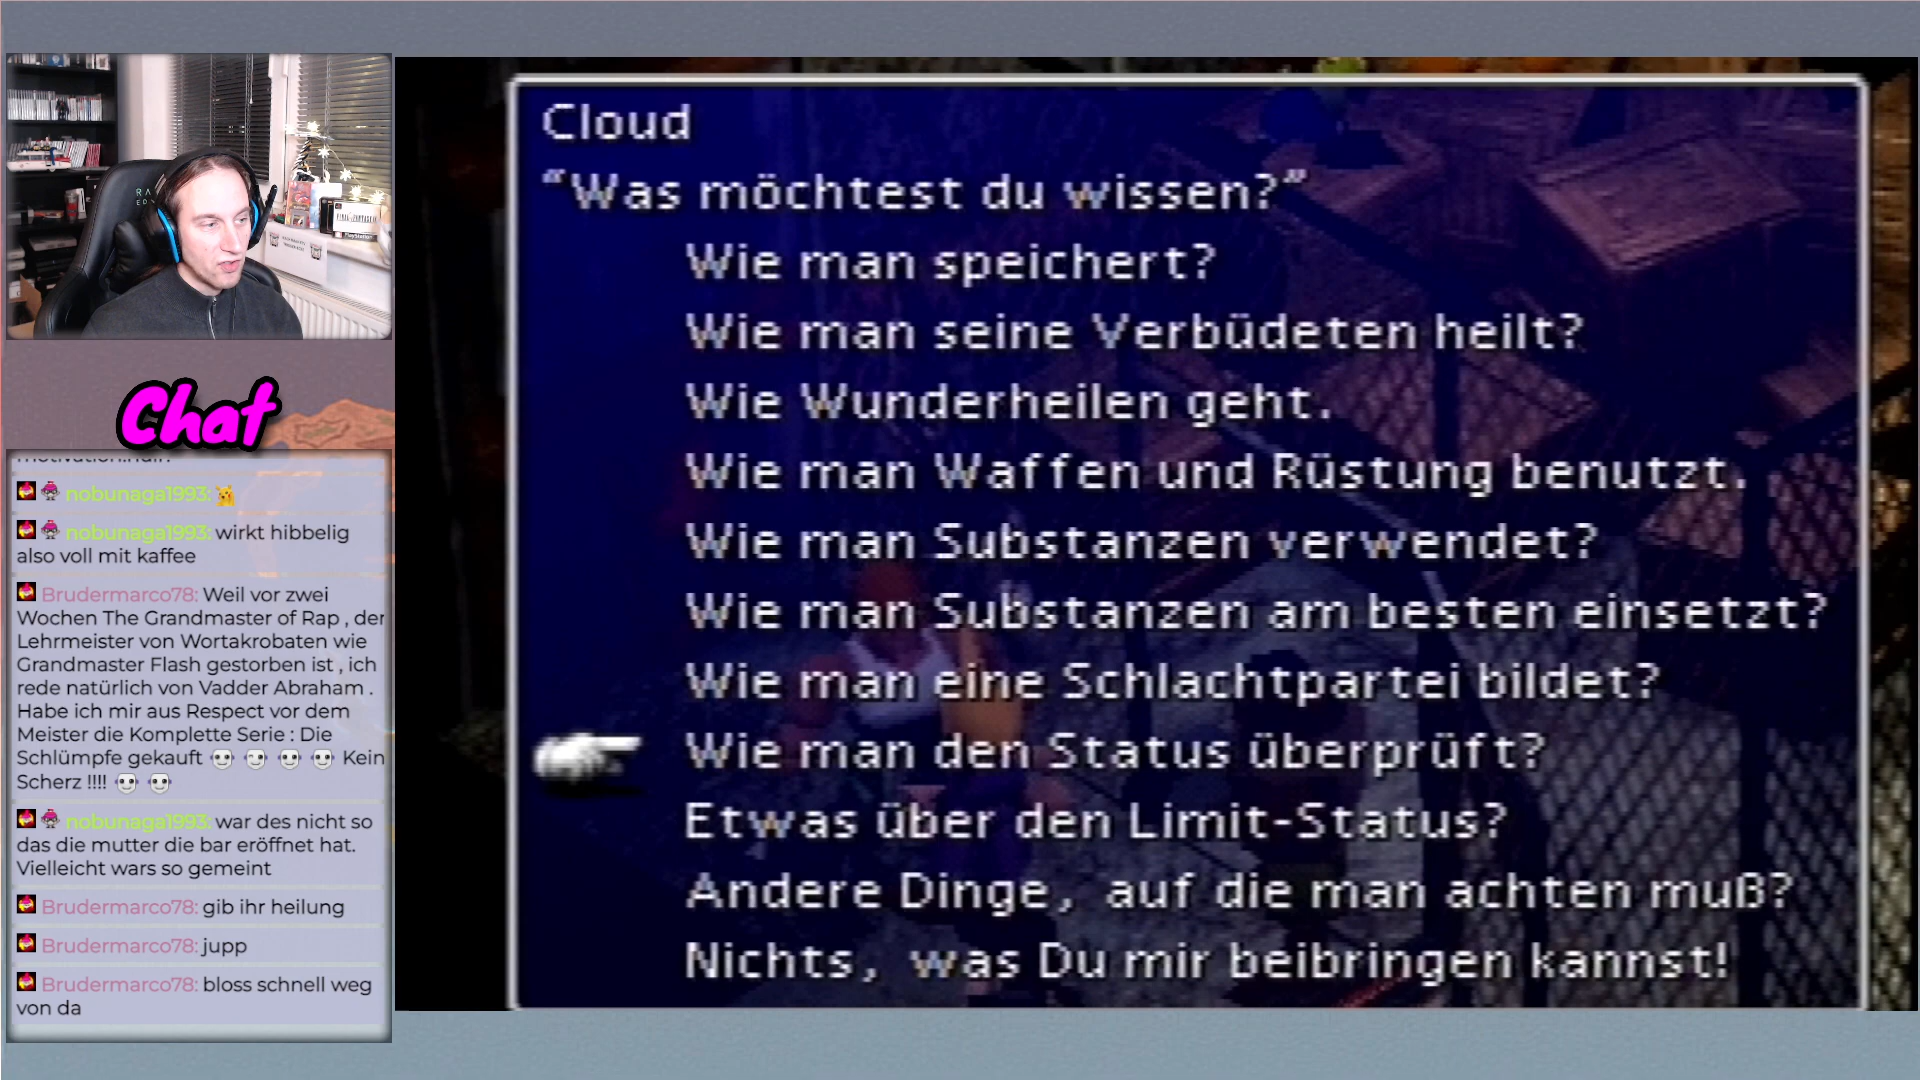 Chat
nobunaga1993:
nobunaga1993: wirkt hibbelig
also voll mit kaffee
Brudermarco78: Weil vor zwei
Wochen The Grandmaster of Rap , der
Lehrmeister von Wortakrobaten wie
Grandmaster Flash gestorben ist , ich
rede natürlich von Vadder Abraham .
Habe ich mir aus Respect vor dem
Meister die Komplette Serie : Die
Schlümpfe gekauft Kein
Scherz !!!!
nobunaga1993: war des nicht so
das die mutter die bar eröffnet hat.
Vielleicht wars so gemeint
Brudermarco78: gib ihr heilung
Brudermarco78: jupp
Brudermarco78: bloss schnell weg
von da
Cloud
“Was möchtest du wissen?”
Wie man speichert?
Wie man seine Verbüdeten heilt?
Wie Wunderheilen geht.
Wie man Waffen und Rüstung benutzt.
Wie man Substanzen verwendet?
Wie man Substanzen am besten einsetzt?
Wie man eine Schlachtpartei bildet?
Wie man den Status überprüft?
Etwas über den Limit-Status?
Andere Dinge, auf die man achten muß?
Nichts, was Du mir beibringen kannst!